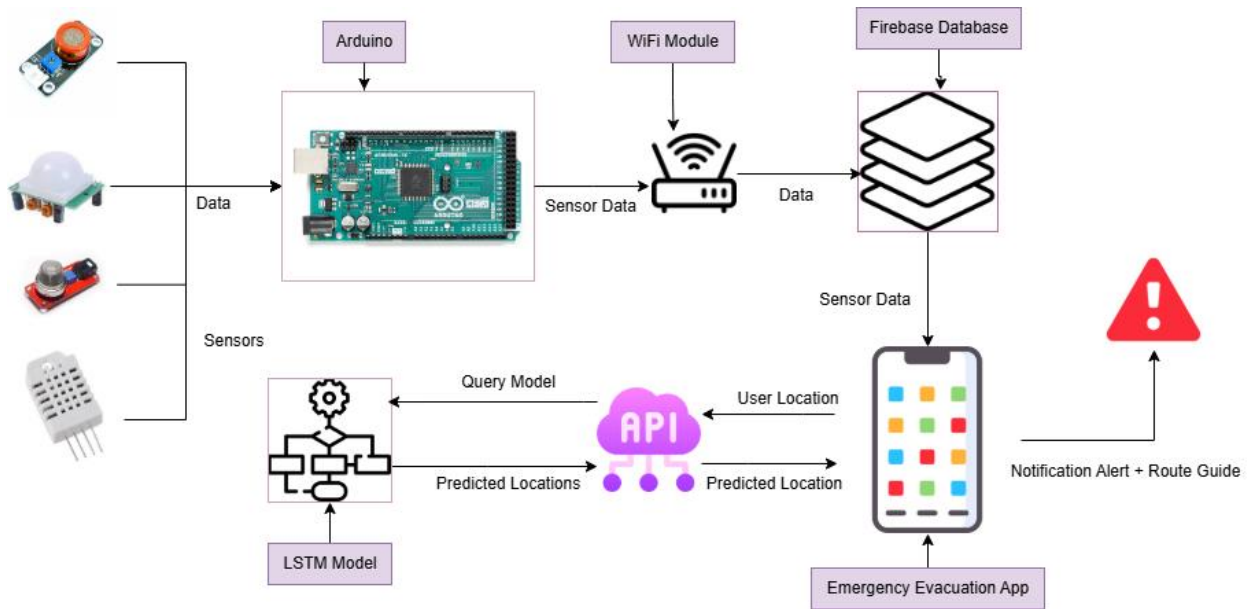 Arduino
WiFi Module
Firebase Database
Data
Sensor Data
Data
Sensors
Sensor Data
Query Model
API
User Location
Predicted Locations
Predicted Location
Notification Alert + Route Guide
LSTM Model
Emergency Evacuation App